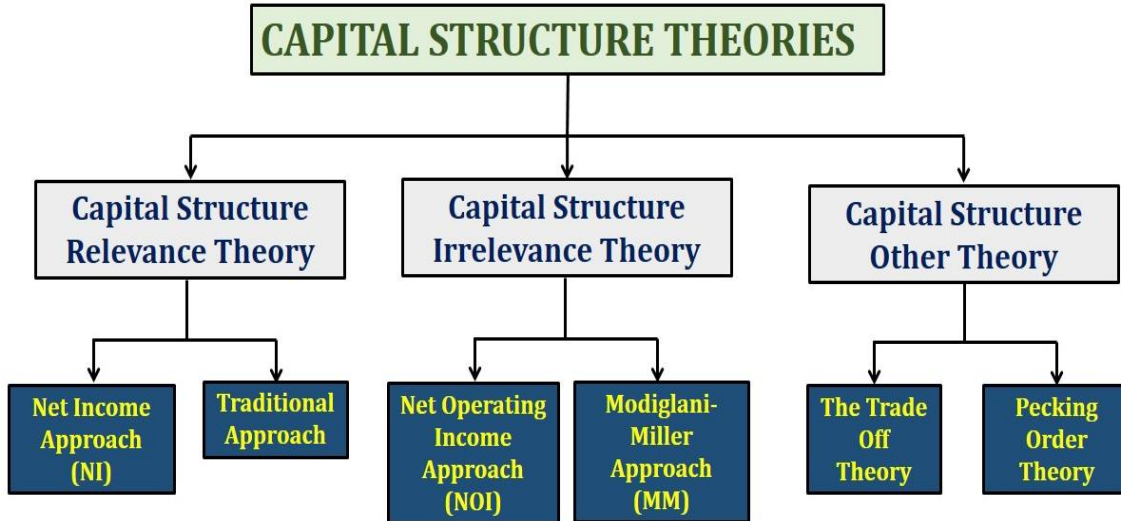 CAPITAL STRUCTURE THEORIES
Capital Structure
Relevance Theory
Capital Structure
Irrelevance Theory
Capital Structure
Other Theory
Net Income
Approach
(NI)
Traditional
Approach
Net Operating
Income
Approach
(NOI)
Modiglani-
Miller
Approach
(MM)
The Trade
Off
Theory
Pecking
Order
Theory